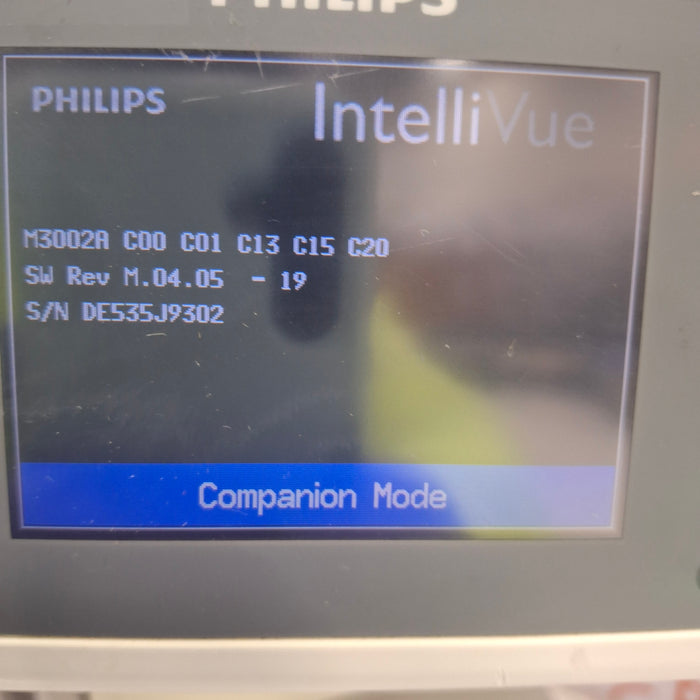 PHILIPS
PHILIPS
IntelliVue
M3002A C00 C01 C13 C15 C20
SW Rev M.04.05 - 19
S/N DE535J9302
Companion Mode